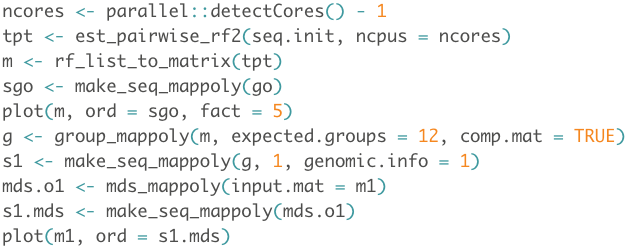 ncores <- parallel::detectCores() - 1
tpt <- est_pairwise_rf2(seq.init, ncpus = ncores)
m <- rf_list_to_matrix(tpt)
sgo <- make_seq_mappoly(go)
plot(m, ord = sgo, fact = 5)
g <- group_mappoly(m, expected.groups = 12, comp.mat = TRUE)
s1 <- make_seq_mappoly(g, 1, genomic.info = 1)
mds.o1 <- mds_mappoly(input.mat = m1)
s1.mds <- make_seq_mappoly(mds.o1)
plot(m1, ord = s1.mds)